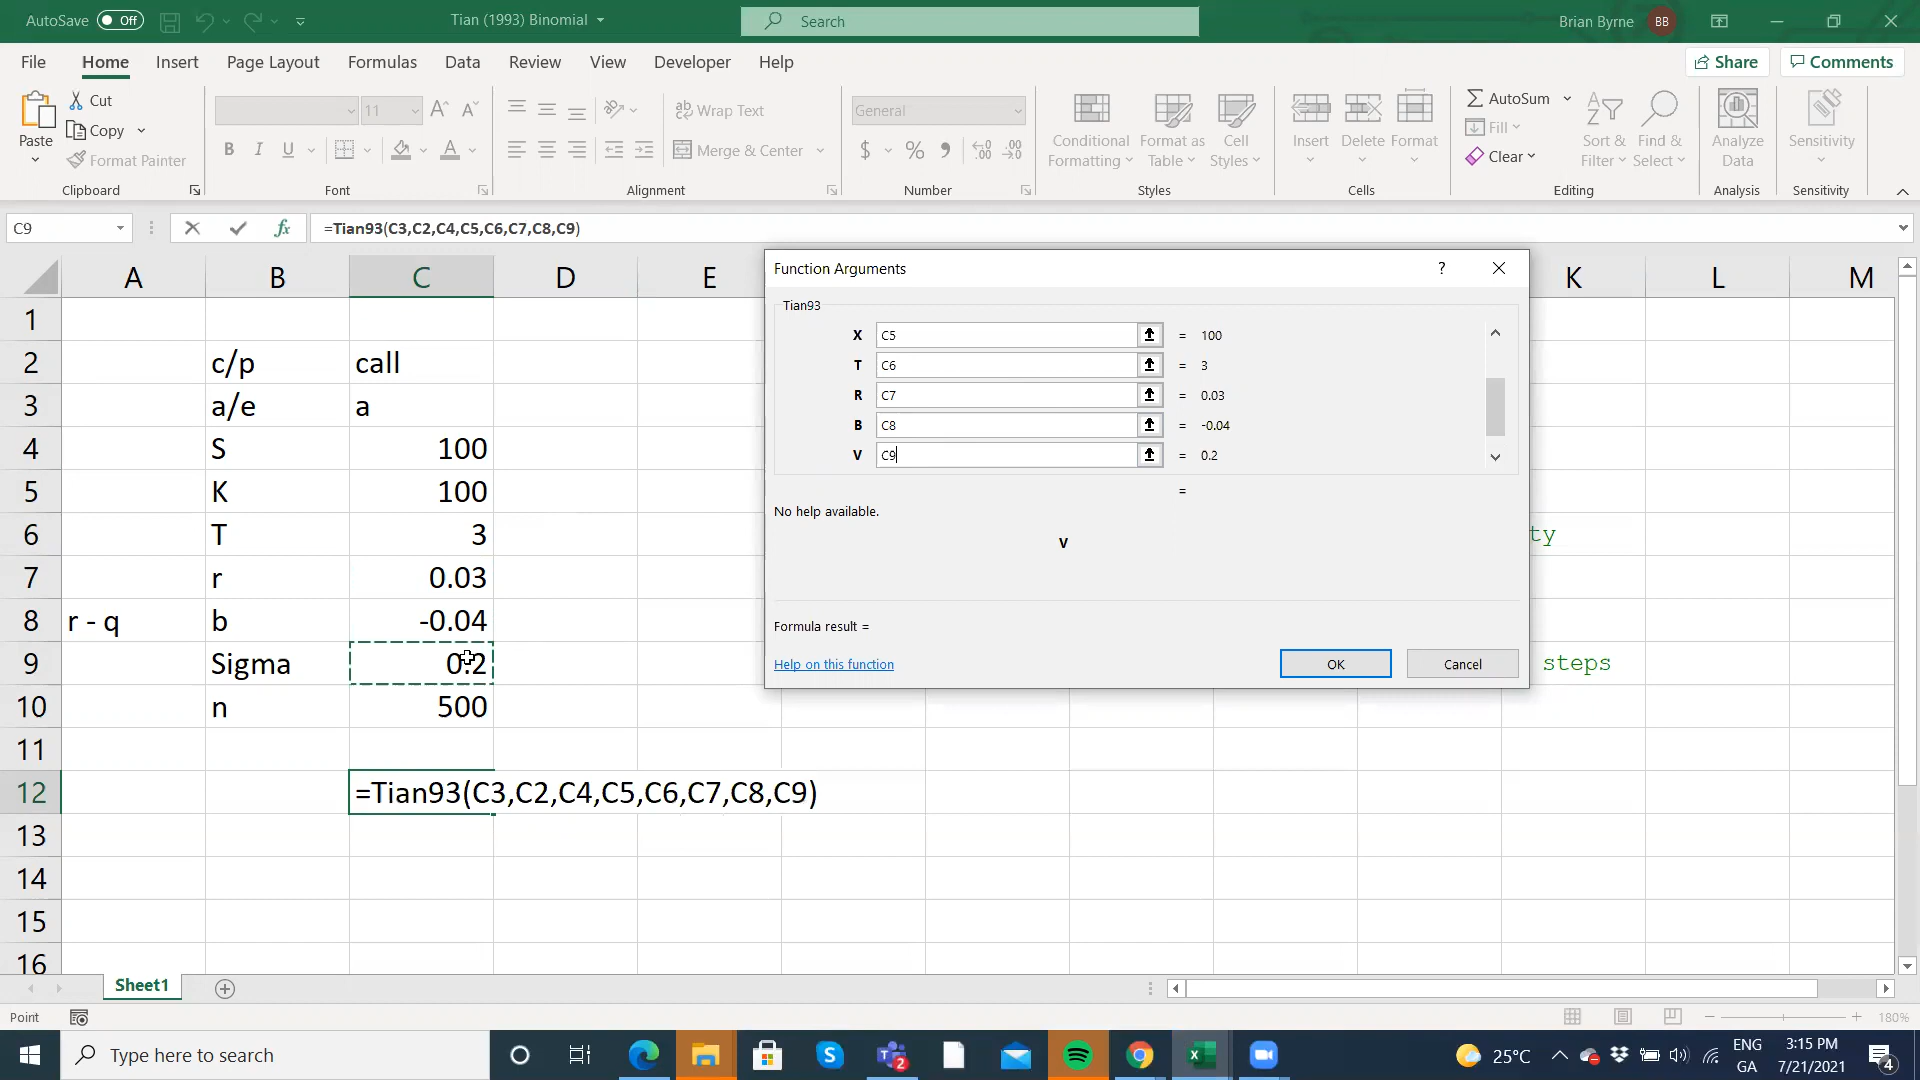 AutoSave Off Tian (1993) Binomial Search Brian Byrne BB
File Home Insert Page Layout Formulas Data Review View Developer Help Share Comments
Paste Cut Copy Format Painter Clipboard
11 B I U Font
ab Wrap Text Merge & Center Alignment
General $ % Number
Conditional Formatting Format as Table Cell Styles Styles
Insert Delete Format Cells
AutoSum Fill Clear Sort & Filter Find & Select Editing
Analyze Data Analysis
Sensitivity Sensitivity
C9 fx =Tian93(C3,C2,C4,C5,C6,C7,C8,C9)
A B C D E K L M
1
2 c/p call
3 a/e a
4 S 100
5 K 100
6 T 3 ty
7 r 0.03
8 r - q b -0.04
9 Sigma 0.2 steps
10 n 500
11
12 =Tian93(C3,C2,C4,C5,C6,C7,C8,C9)
13
14
15
16
Function Arguments ?
Tian93
X C5 = 100
T C6 = 3
R C7 = 0.03
B C8 = -0.04
V C9 = 0.2
=
No help available.
V
Formula result =
Help on this function OK Cancel
Sheet1
Point 180%
Type here to search S 2 25°C ENG 3:15 PM
GA 7/21/2021 4